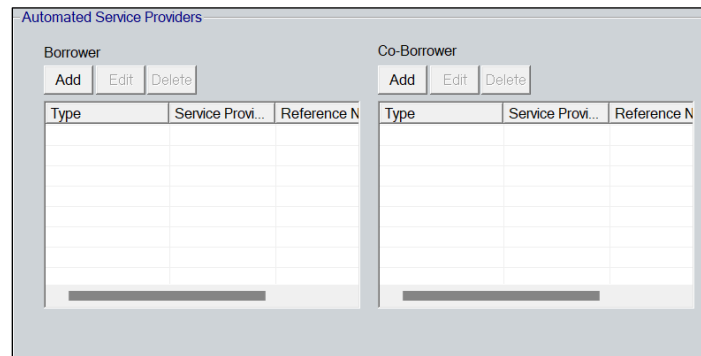 Automated Service Providers
Borrower
Co-Borrower
Add Edit Delete
Add Edit Delete
Type Service Provi... Reference N
Type Service Provi... Reference N